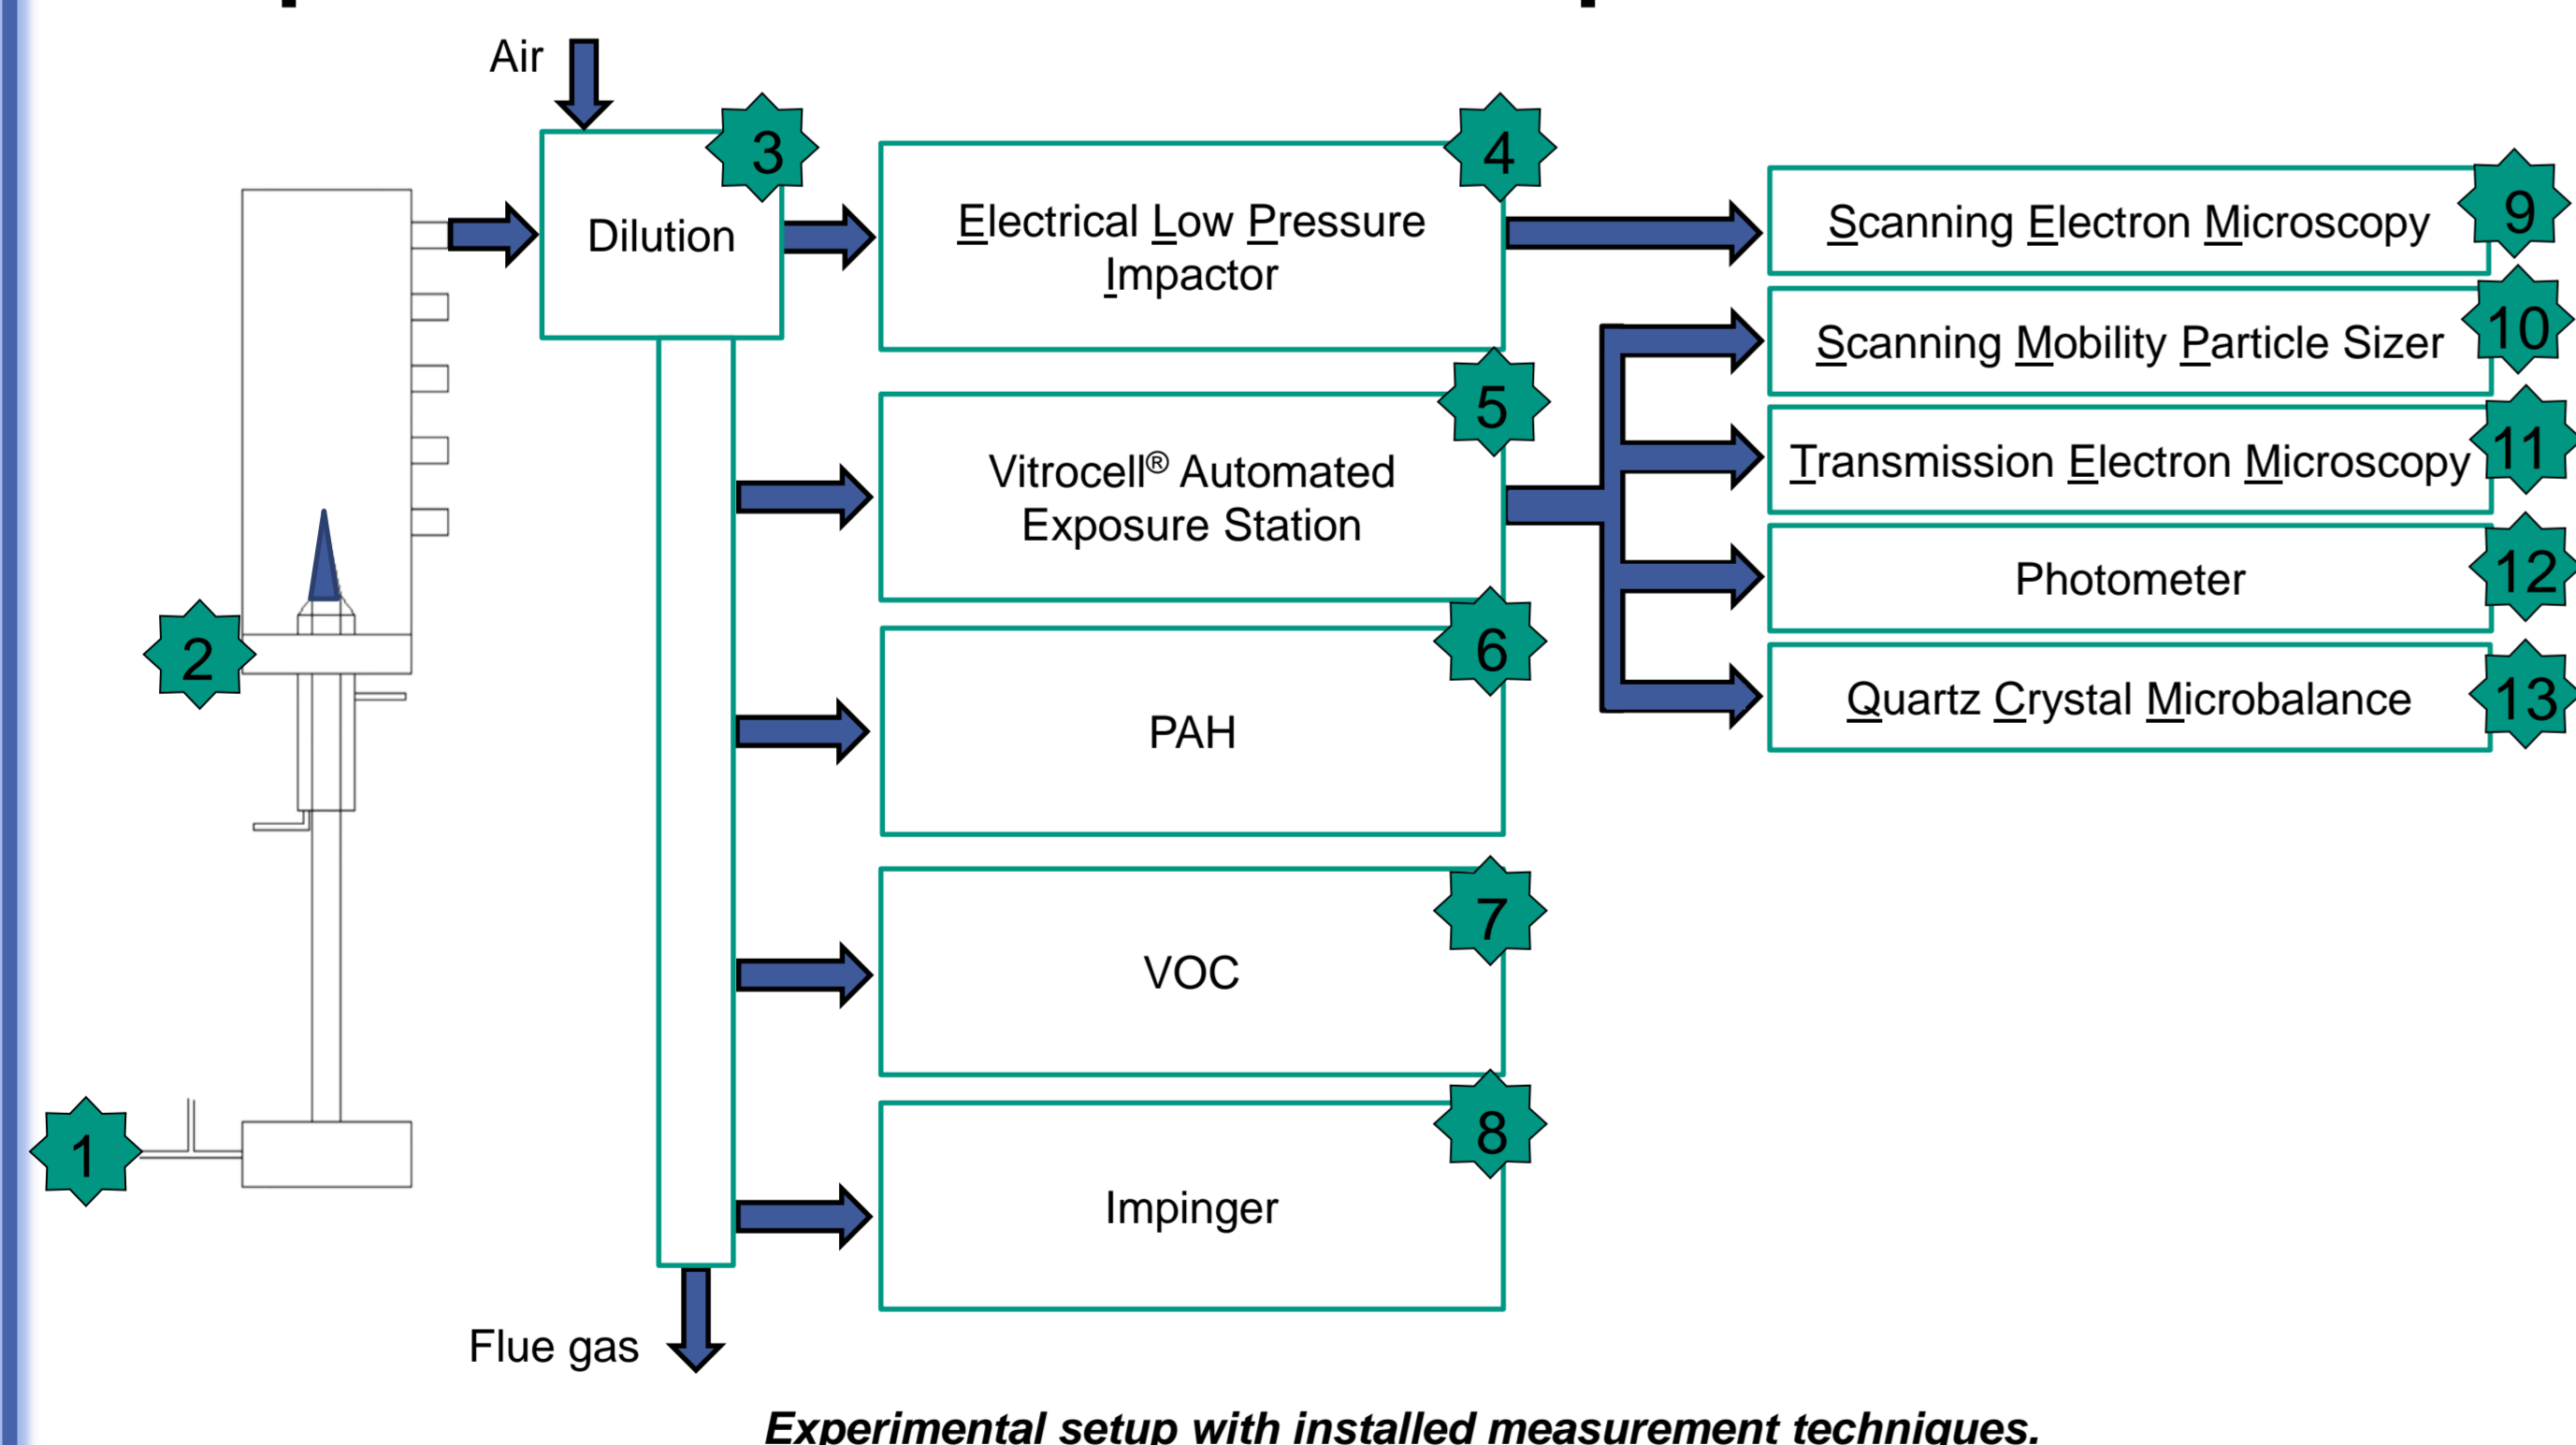 Air
3
Dilution
4
Electrical Low Pressure
Impactor
9
Scanning Electron Microscopy
10
Scanning Mobility Particle Sizer
5
Vitrocell® Automated
Exposure Station
11
Transmission Electron Microscopy
12
Photometer
2
6
PAH
13
Quartz Crystal Microbalance
7
VOC
1
8
Impinger
Flue gas
Experimental setup with installed measurement techniques.